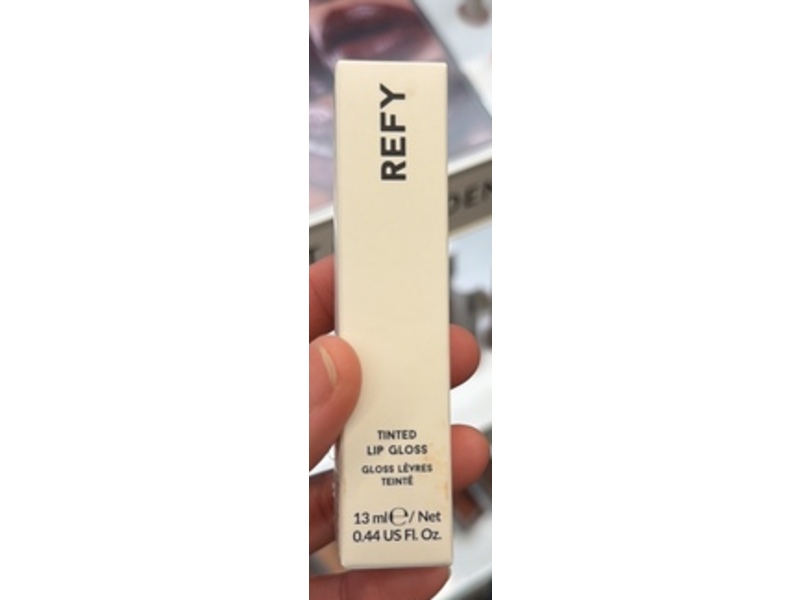 REFY
TINTED
LIP GLOSS
GLOSS LÈVRES
TEINTÉ
13 ml℮/ Net
0.44 US Fl. Oz.